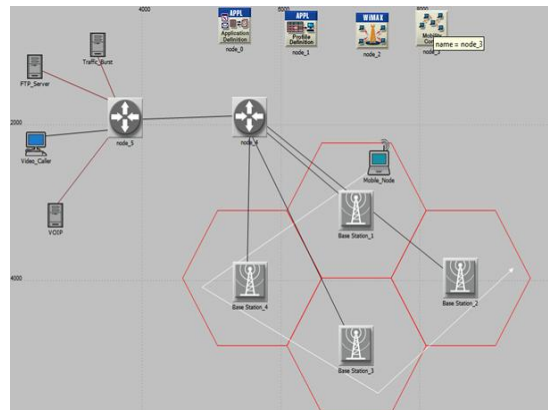 4000
6000
8000
APPL
Application
Definition
node_0
APPL
Profile
Definition
node_1
WiMAX
node_2
Mobility
name = node_3
Traffic_Burst
FTP_Server
2000
node_5
node_4
Video_Caller
Mobile_Node
VOIP
Base Station_1
4000
Base Station_4
Base Station_2
Base Station_3